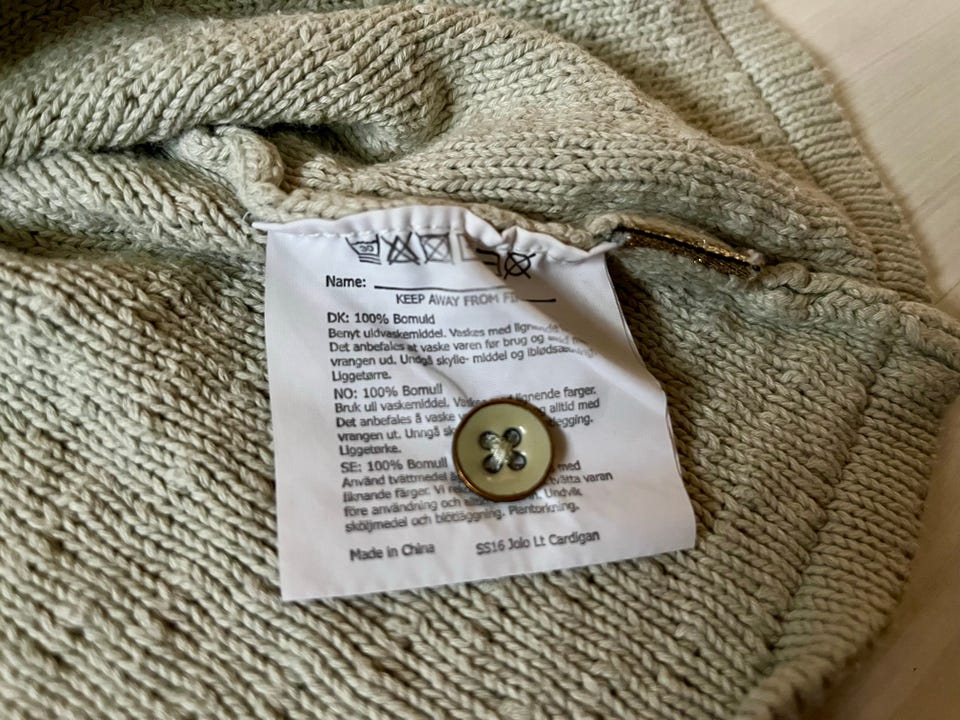 30
Name:
KEEP AWAY FROM
DK: 100% Bomuld
Benyt uldvaskemiddel. Vaskes med lignende
Det anbefales at vaske varen før brug og
vrangen ud. Undgå skylle- middel og
Liggetørre.
NO: 100% Bomull
Bruk ull vaskemiddel. lignende farger.
Det anbefales å vaske alltid med
vrangen ut. Unngå
Liggetørke.
SE: 100% Bomull
Använd tvättmedel med
liknande färger. Vi tvätta varan
före användning och Undvik
sköljmedel och blötläggning. Plantorkning.
Made in China SS16 Jolo Lt Cardigan